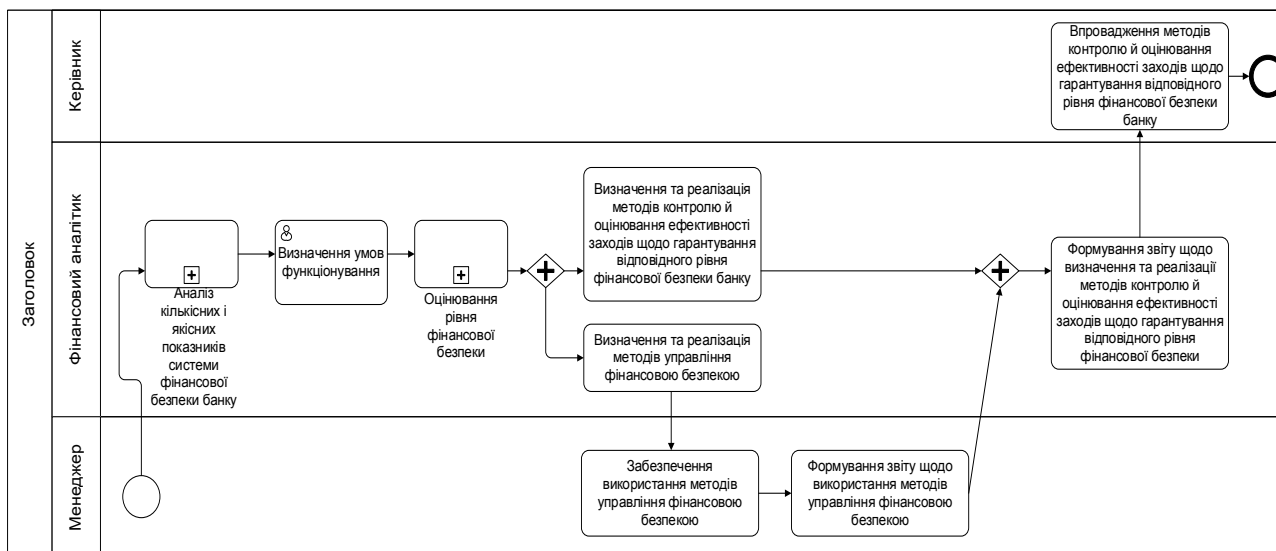 Заголовок
Керівник
Впровадження методів
контролю й оцінювання
ефективності заходів щодо
гарантування відповідного
рівня фінансової безпеки
банку
Фінансовий аналітик
Аналіз
кількісних і
якісних
показників
системи
фінансової
безпеки банку
Визначення умов
функціонування
Оцінювання
рівня
фінансової
безпеки
Визначення та реалізація
методів контролю й
оцінювання ефективності
заходів щодо гарантування
відповідного рівня
фінансової безпеки банку
Визначення та реалізація
методів управління
фінансовою безпекою
Формування звіту щодо
визначення та реалізації
методів контролю й
оцінювання ефективності
заходів щодо гарантування
відповідного рівня
фінансової безпеки
Менеджер
Забезпечення
використання методів
управління фінансовою
безпекою
Формування звіту щодо
використання методів
управління фінансовою
безпекою